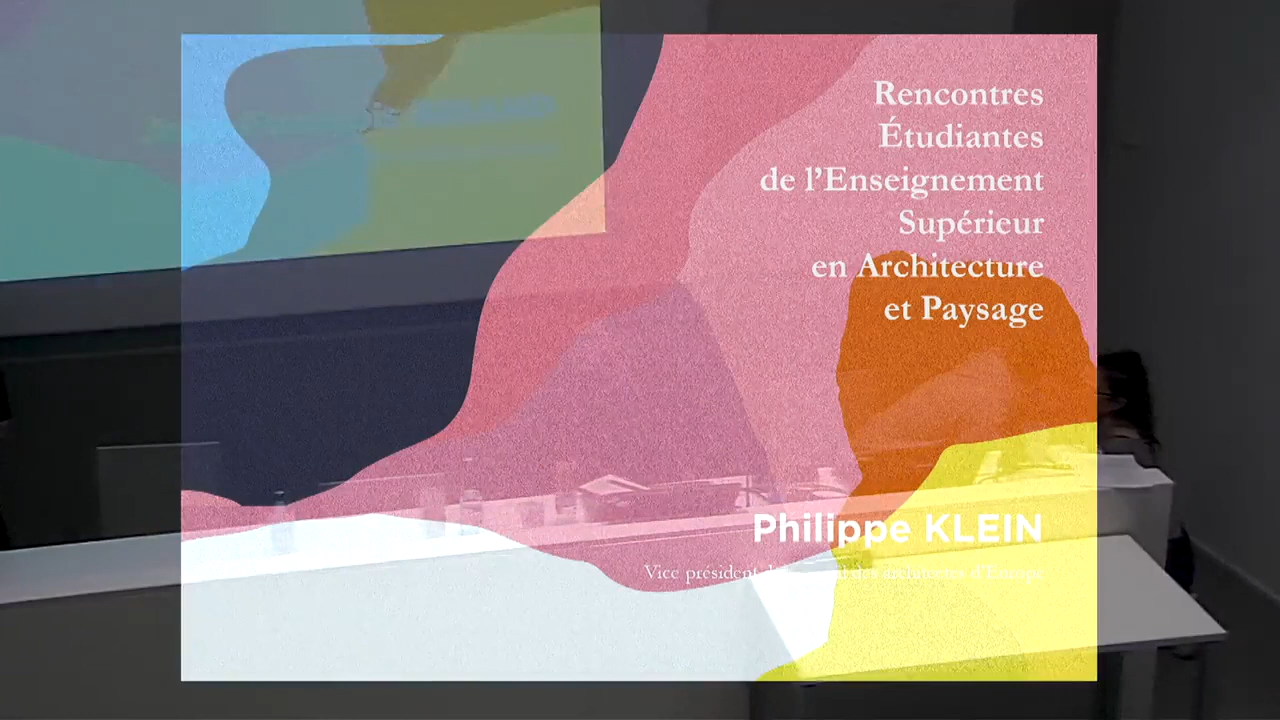 Rencontres
Étudiantes
de l'Enseignement
Supérieur
en Architecture
et Paysage
Philippe KLEIN
Vice président des architectes d'Europe